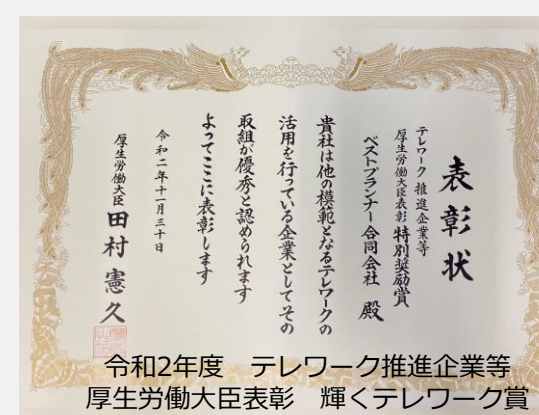 表彰状
テレワーク推進企業等
厚生労働大臣表彰 特別奨励賞
ベストプランナー合同会社 殿
貴社は他の模範となるテレワークの
活用を行っている企業としてその
取組が優秀と認められます
よってここに表彰します
令和二年十一月三十日
厚生労働大臣 田村憲久
令和2年度 テレワーク推進企業等
厚生労働大臣表彰 輝くテレワーク賞